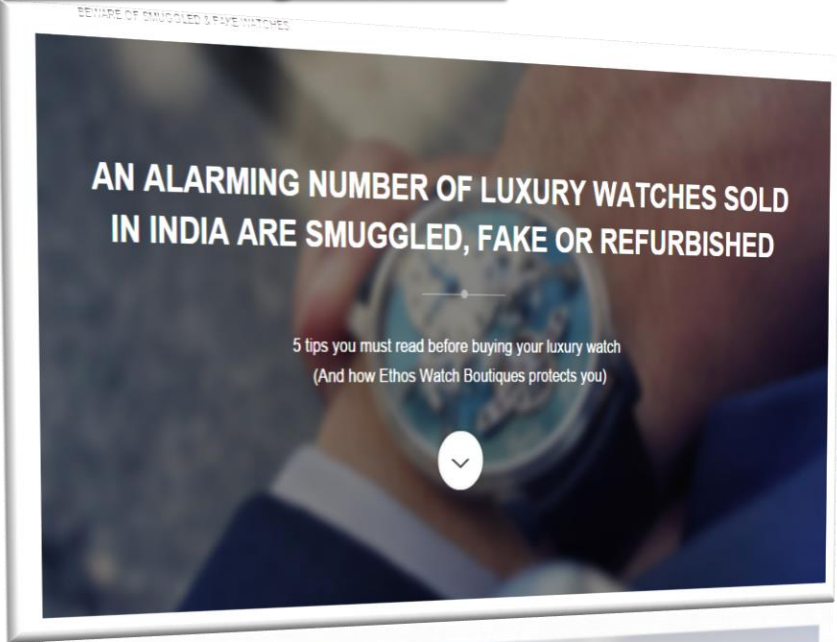 BEWARE OF SMUGGLED & FAKE WATCHES
AN ALARMING NUMBER OF LUXURY WATCHES SOLD
IN INDIA ARE SMUGGLED, FAKE OR REFURBISHED
5 tips you must read before buying your luxury watch
(And how Ethos Watch Boutiques protects you)